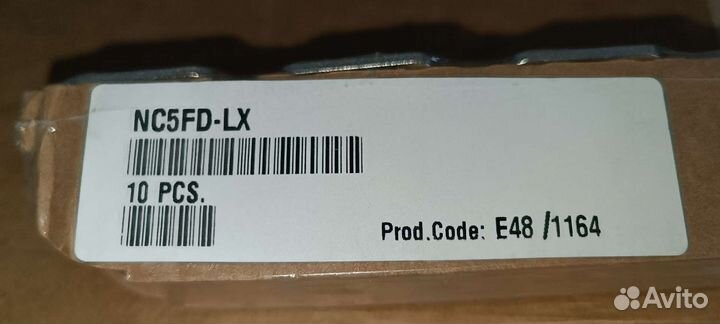 NC5FD-LX
10 PCS.
Prod.Code: E48 /1164
Avito